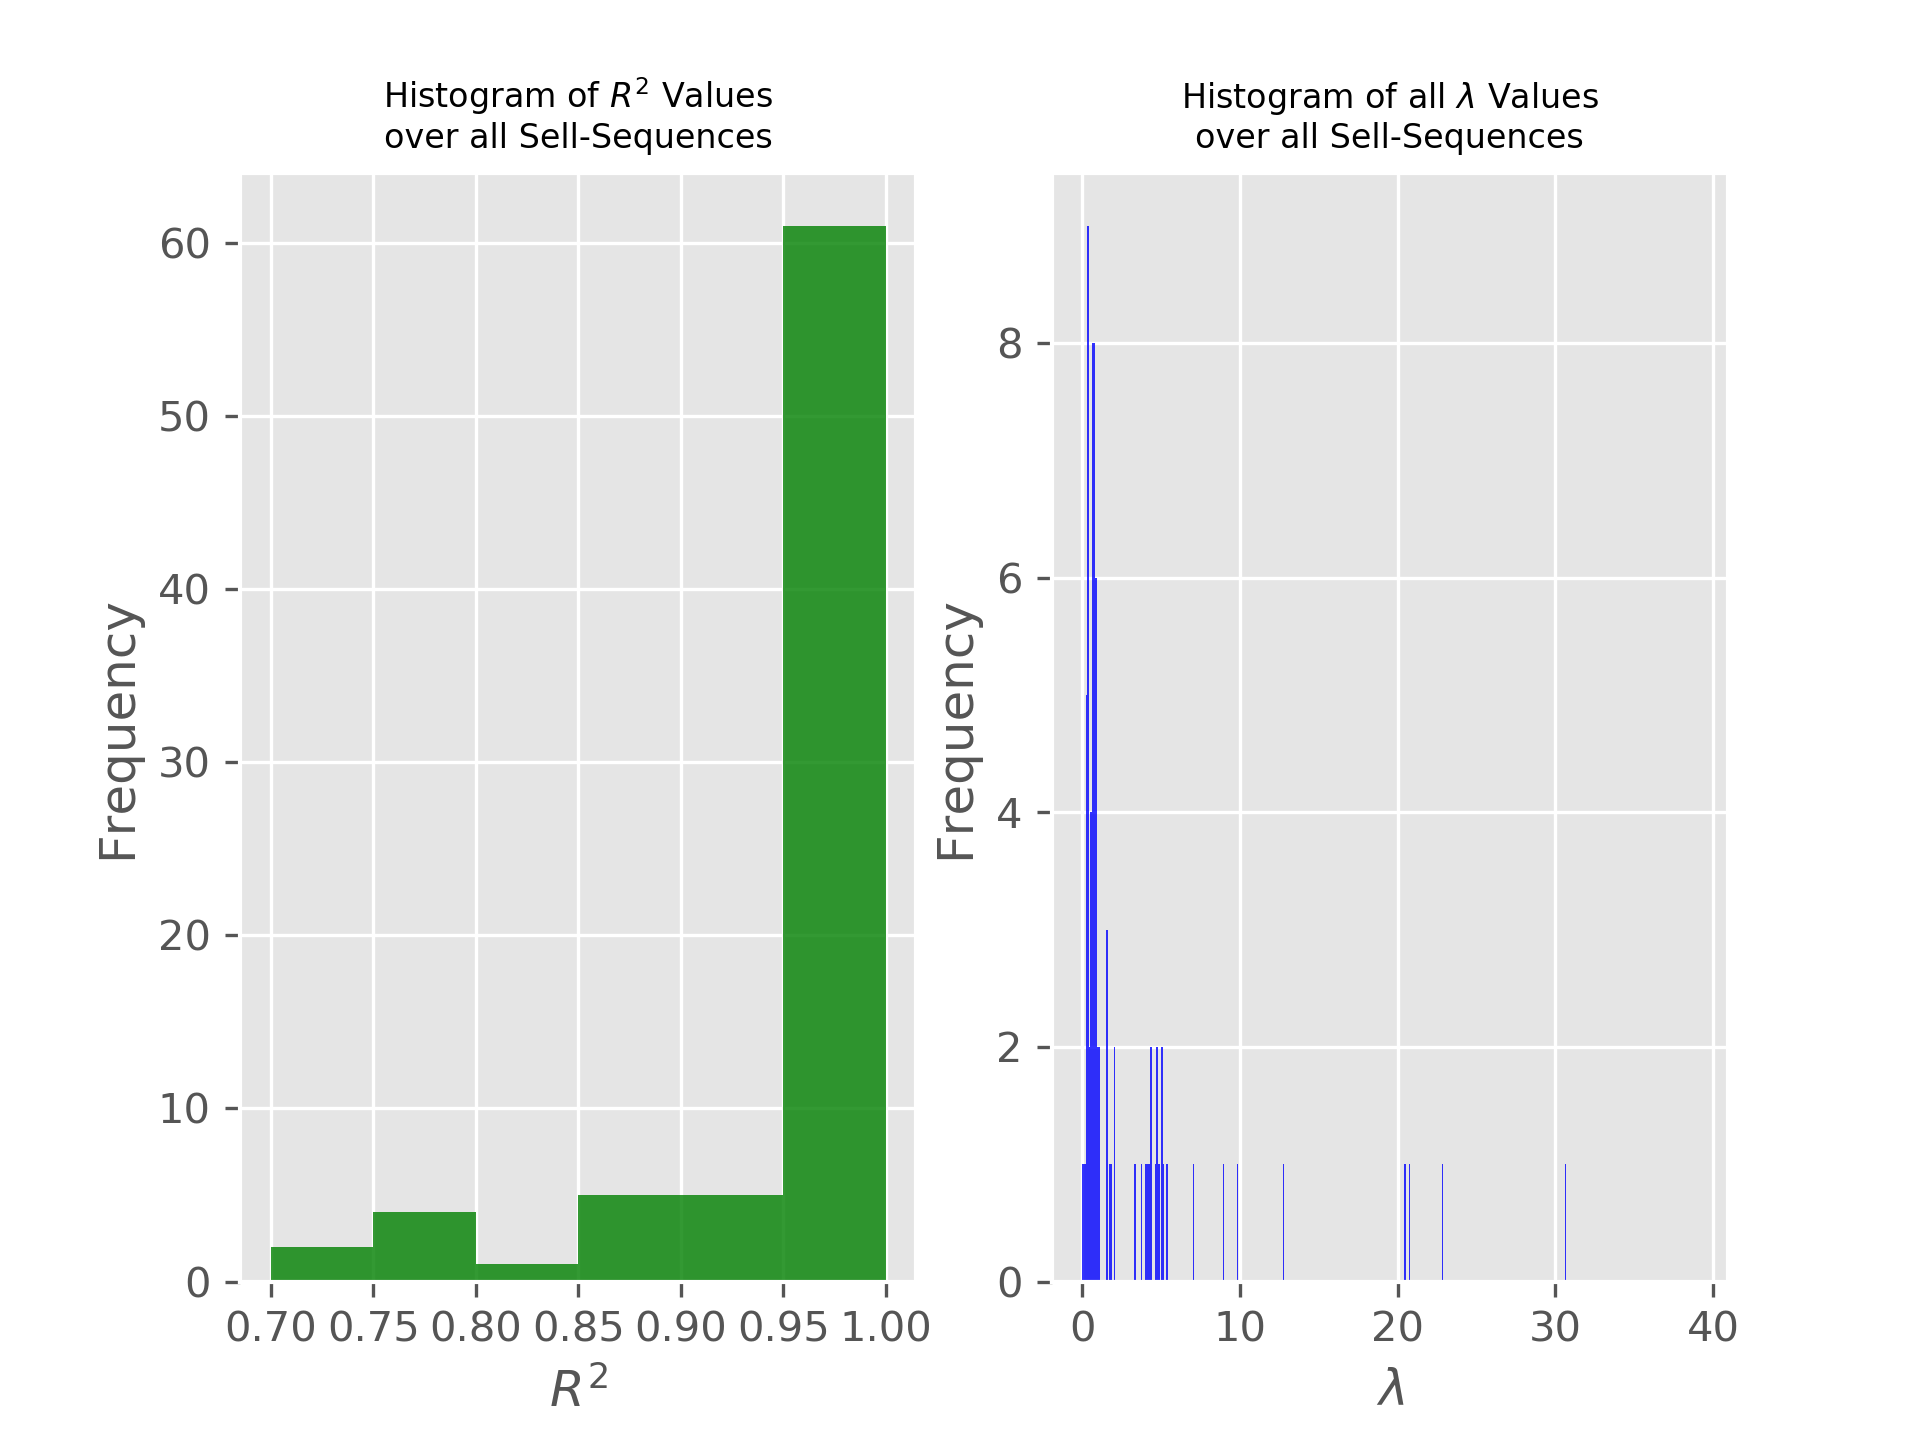 Histogram of R² Values
over all Sell-Sequences
Frequency
60
50
40
30
20
10
0
0.70 0.75 0.80 0.85 0.90 0.95 1.00
R²
Histogram of all λ Values
over all Sell-Sequences
Frequency
8
6
4
2
0
0 10 20 30 40
λ